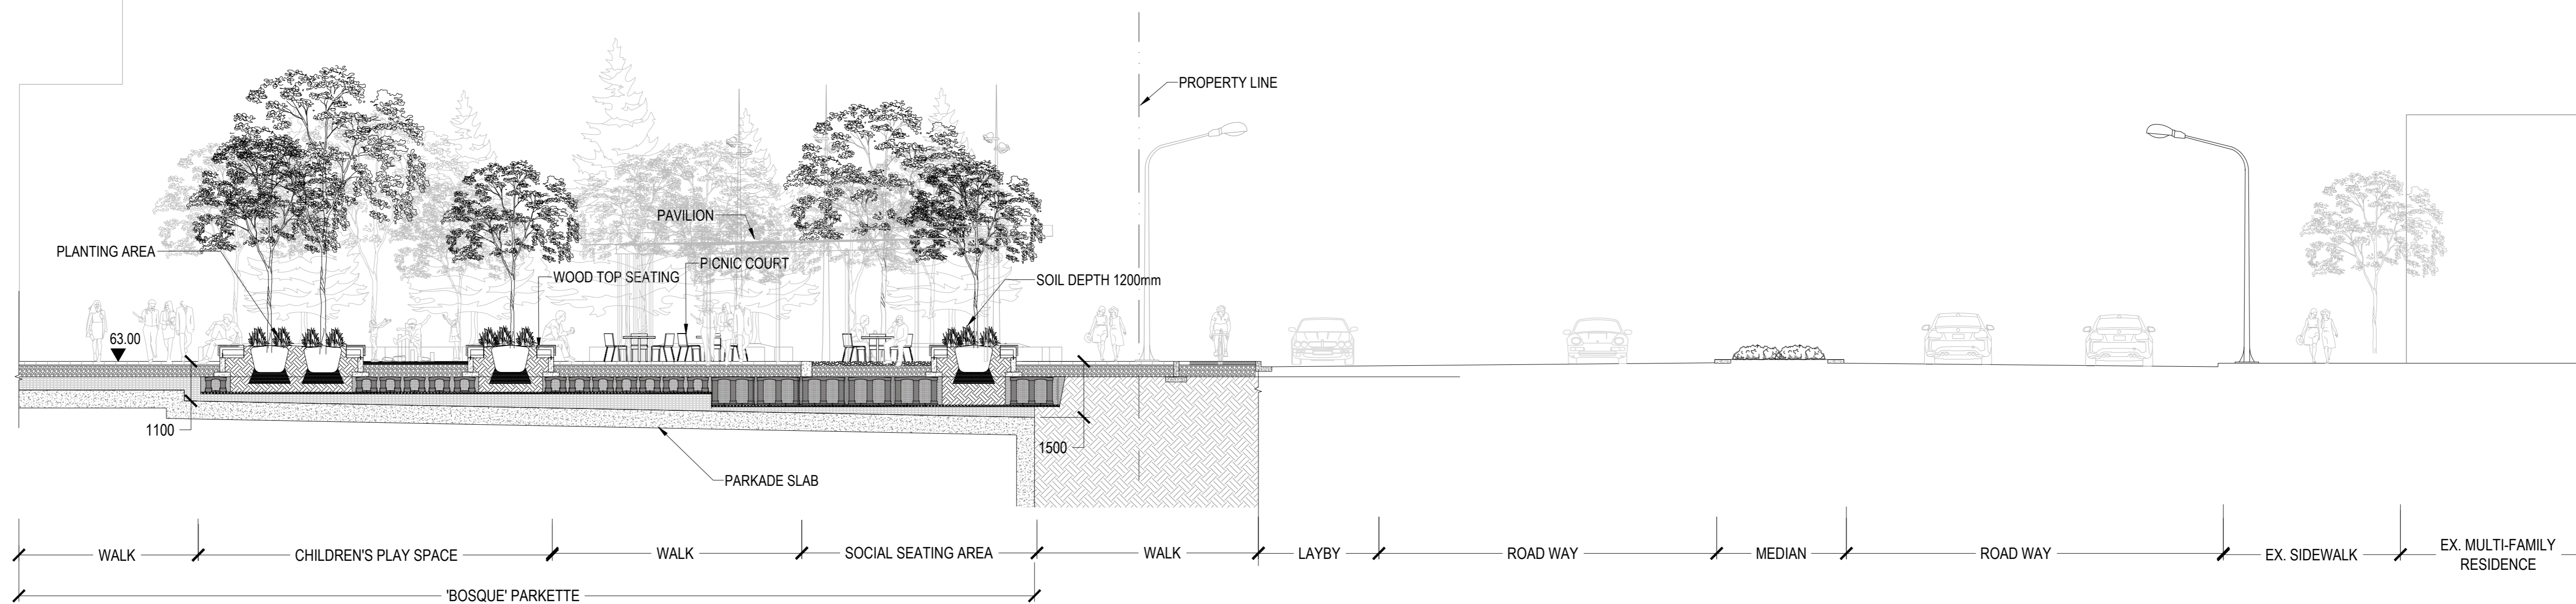 PROPERTY LINE
PAVILION
PLANTING AREA
PICNIC COURT
WOOD TOP SEATING
SOIL DEPTH 1200mm
63.00
1100
1500
PARKADE SLAB
WALK
CHILDREN'S PLAY SPACE
WALK
SOCIAL SEATING AREA
WALK
LAYBY
ROAD WAY
MEDIAN
ROAD WAY
EX. SIDEWALK
EX. MULTI-FAMILY
RESIDENCE
'BOSQUE' PARKETTE